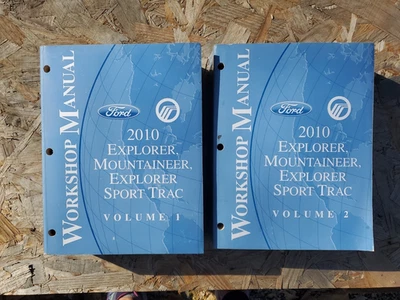 WORKSHOP MANUAL
Ford
2010
EXPLORER,
MOUNTAINEER,
EXPLORER
SPORT TRAC
VOLUME 1
WORKSHOP MANUAL
Ford
2010
EXPLORER,
MOUNTAINEER,
EXPLORER
SPORT TRAC
VOLUME 2